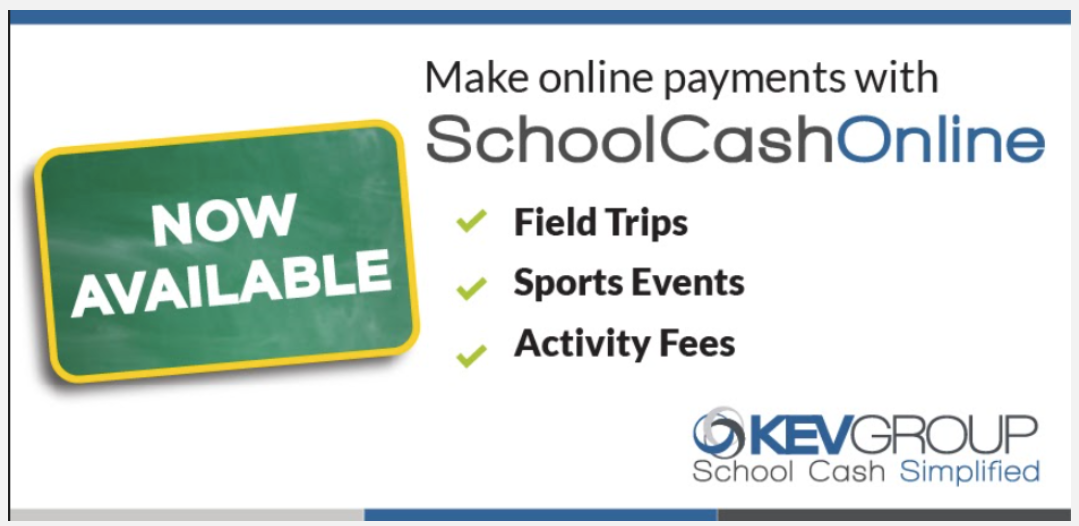 Make online payments with
SchoolCashOnline
NOW
AVAILABLE
Field Trips
Sports Events
Activity Fees
KEVGROUP
School Cash Simplified